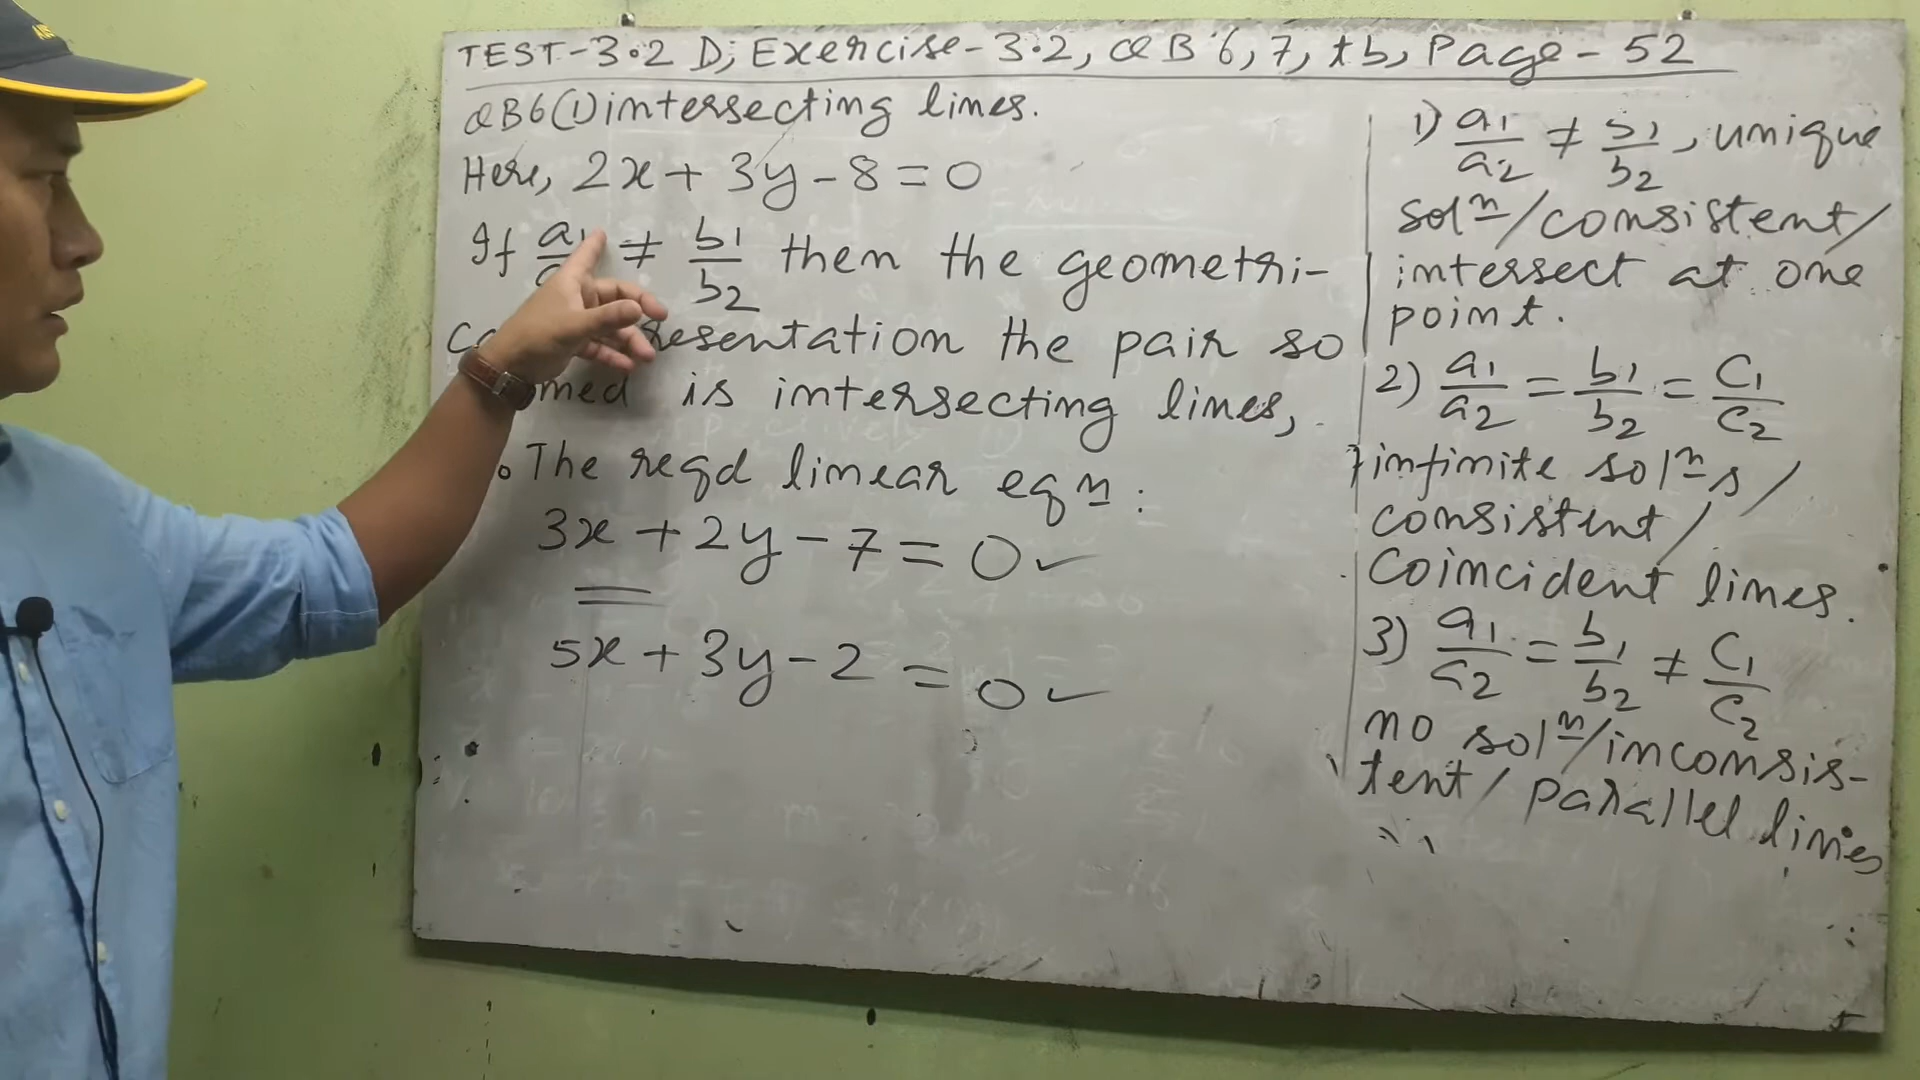 TEST-3.2 D; Exercise-3.2, QB 6, 7, tb, Page-52
QB6(1) intersecting lines.
Here, 2x + 3y - 8 = 0
If a1/ ≠ b1/b2 then the geometri-
resentation the pair so
med is intersecting lines,
The reqd linear eqn:
3x + 2y - 7 = 0 ✓
5x + 3y - 2 = 0 ✓
1) a1/a2 ≠ b1/b2, unique
soln/consistent/
intersect at one
point.
2) a1/a2 = b1/b2 = C1/C2
infinite solns/
consistent/
Coincident lines.
3) a1/a2 = b1/b2 ≠ C1/C2
no soln/inconsis-
tent/parallel lines